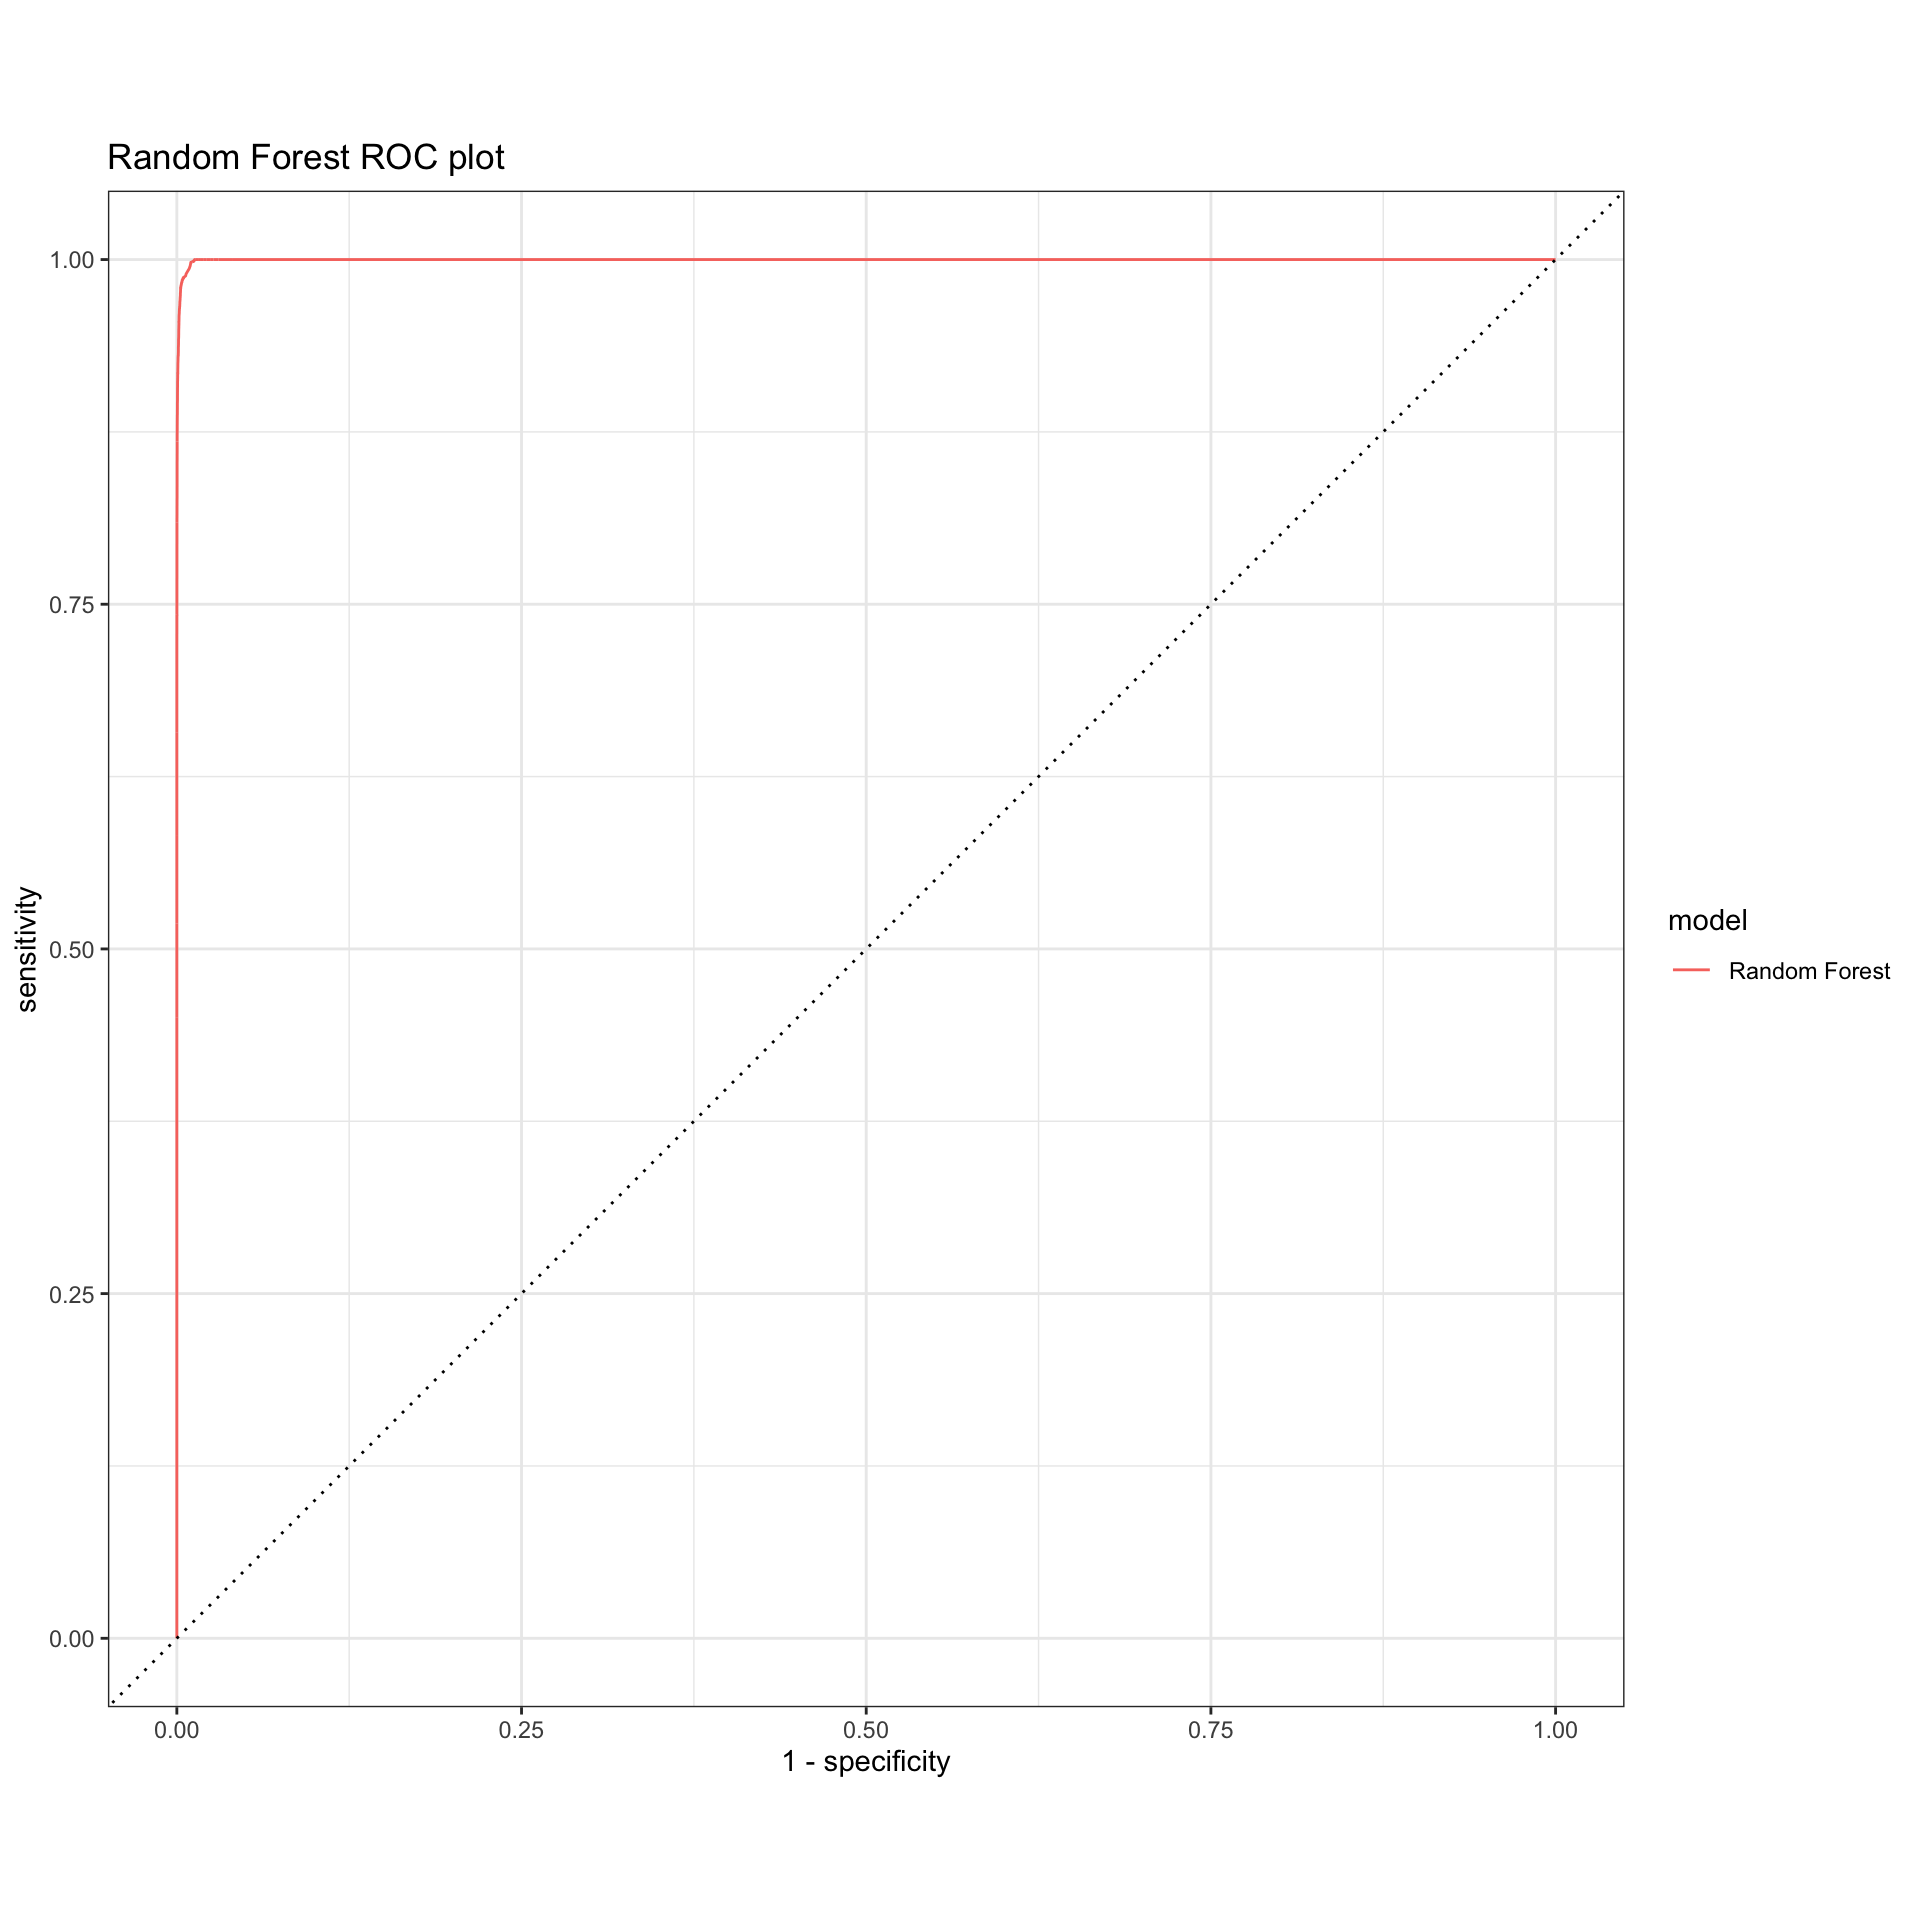 Random Forest ROC plot
1.00
0.75
0.50
0.25
0.00
sensitivity
0.00 0.25 0.50 0.75 1.00
1 - specificity
model
Random Forest